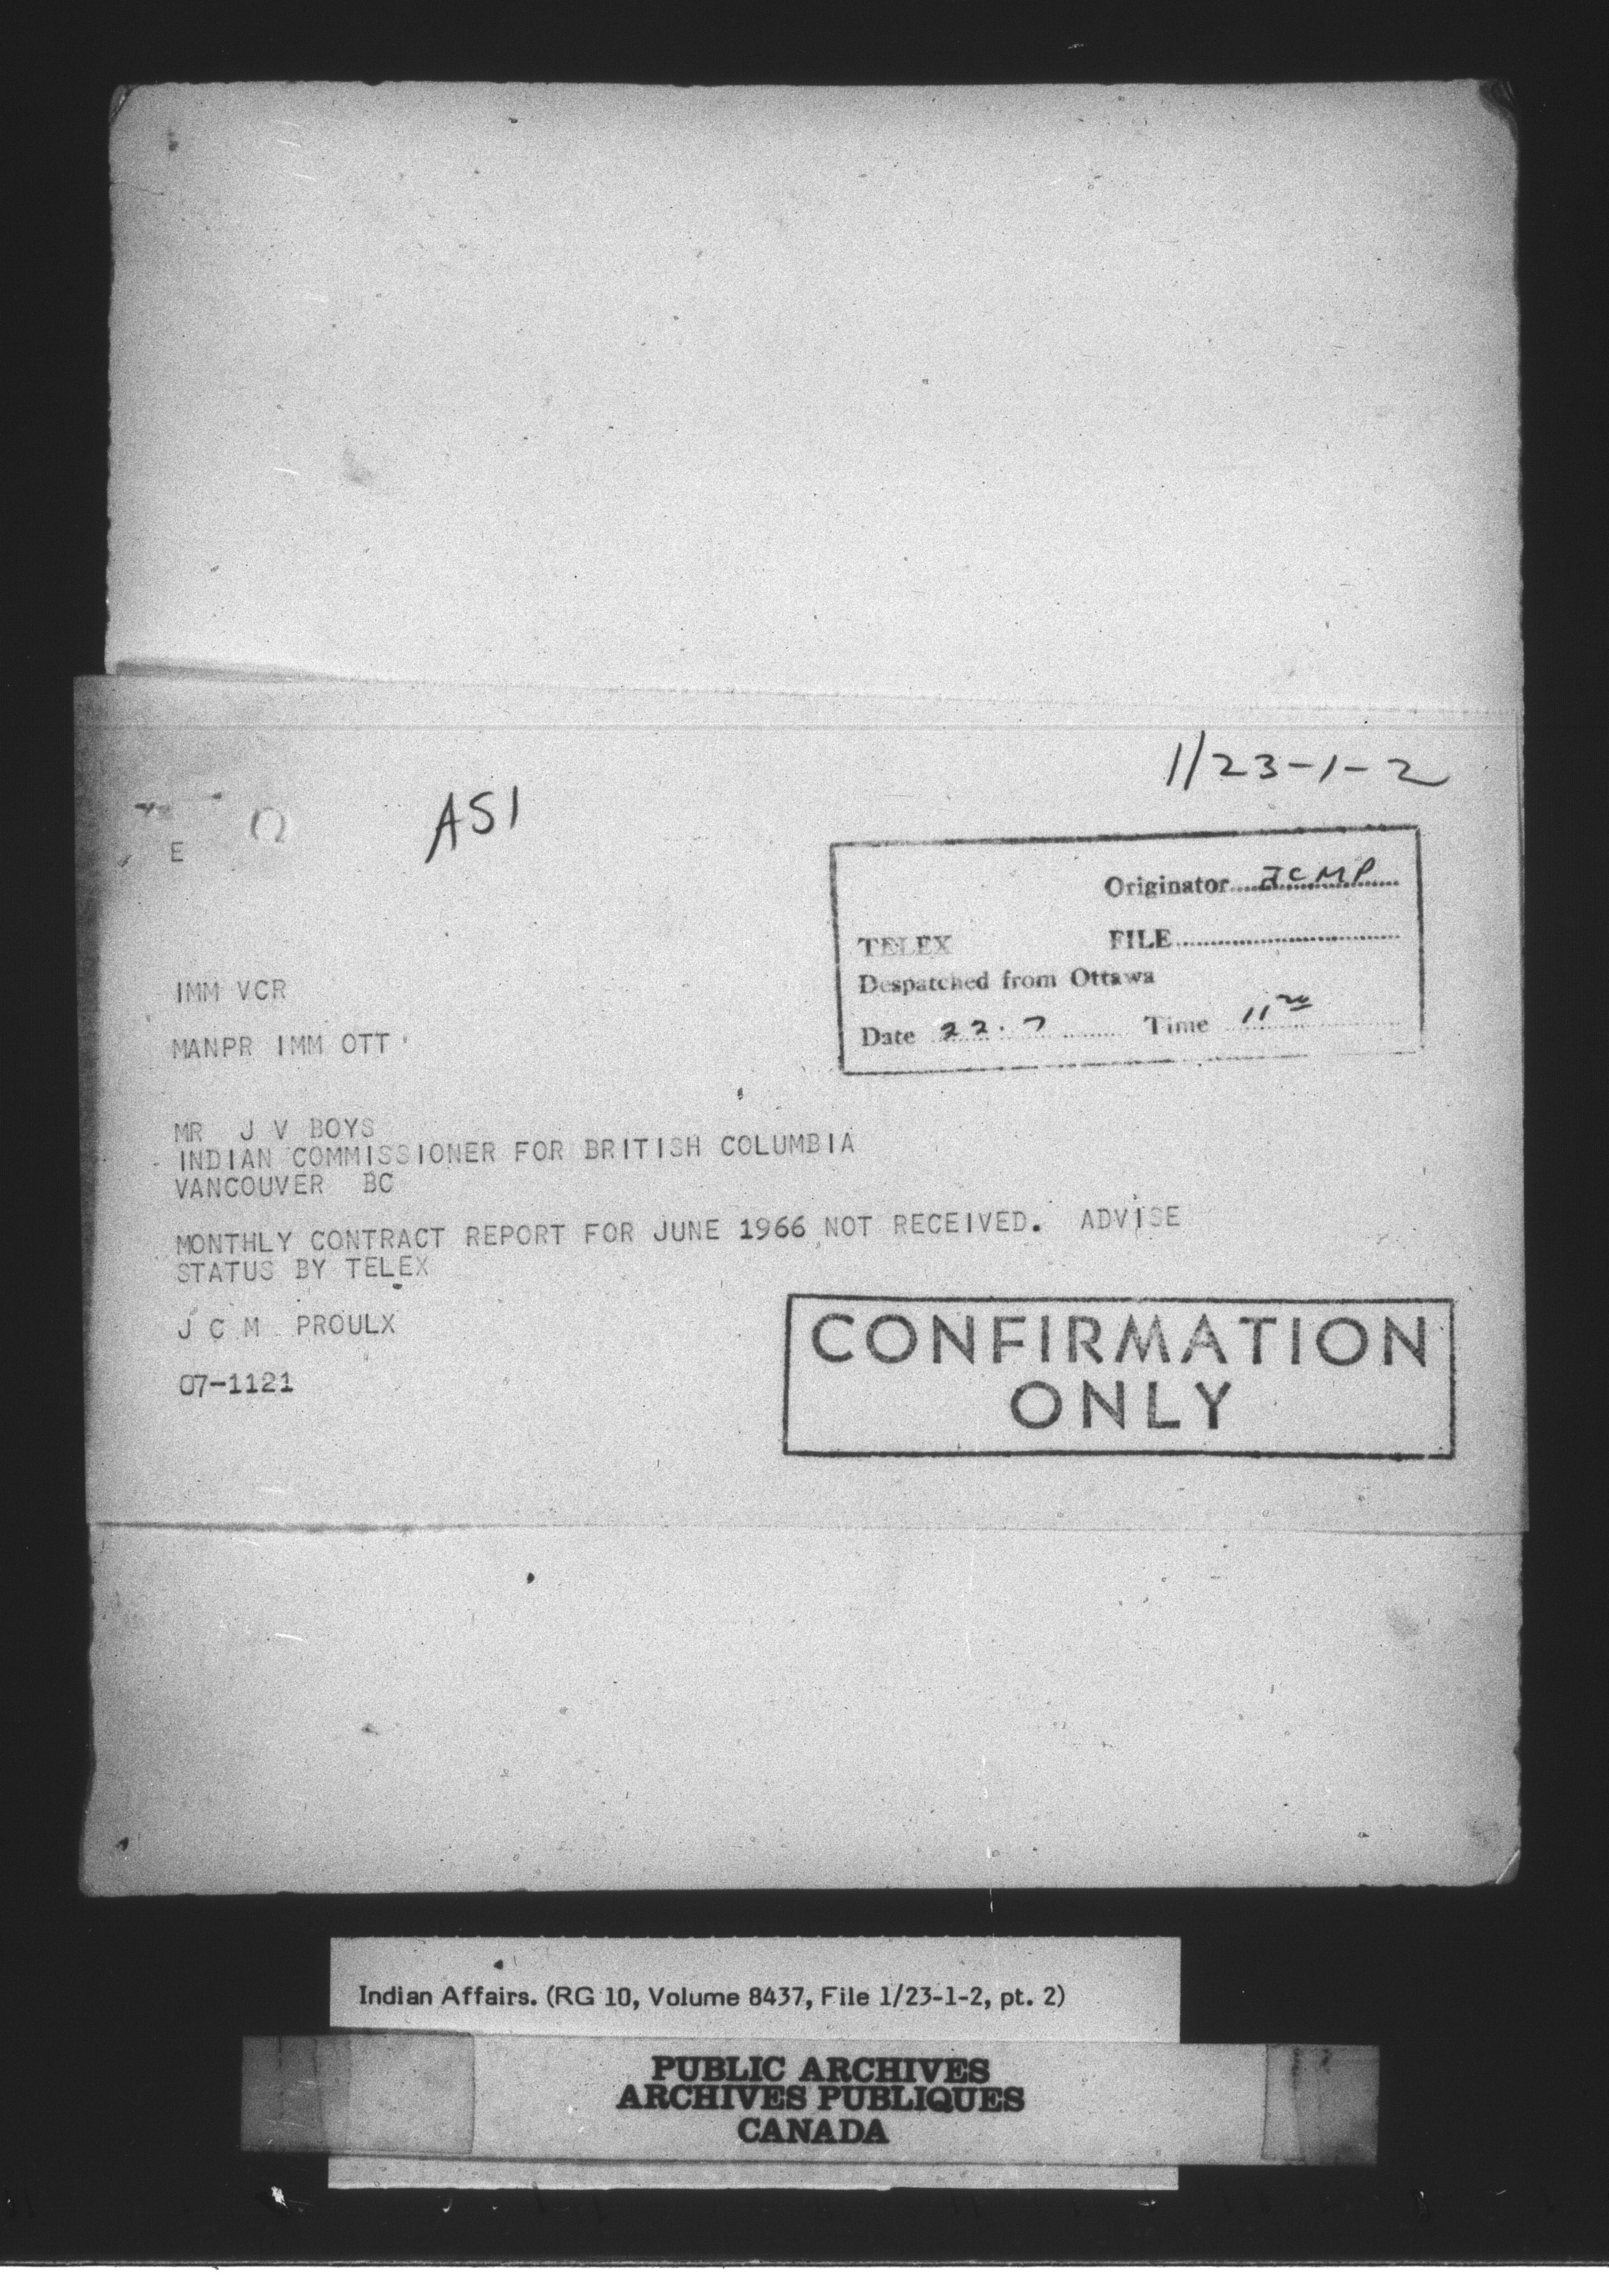 1/23-1-2
ASI
E
Originator JCMP
TELEX FILE
Despatched from Ottawa
Date 22.7 Time 11 20
IMM VCR
MANPR IMM OTT
MR J V BOYS
INDIAN COMMISSIONER FOR BRITISH COLUMBIA
VANCOUVER BC
MONTHLY CONTRACT REPORT FOR JUNE 1966 NOT RECEIVED. ADVISE
STATUS BY TELEX
J C M PROULX
07-1121
CONFIRMATION
ONLY
Indian Affairs. (RG 10, Volume 8437, File 1/23-1-2, pt. 2)
PUBLIC ARCHIVES
ARCHIVES PUBLIQUES
CANADA